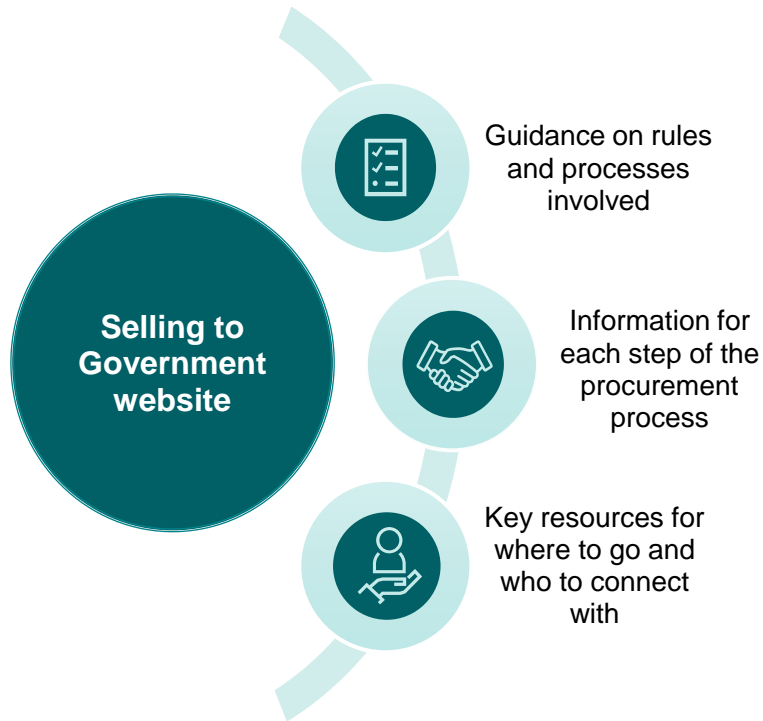 Selling to
Government
website
Guidance on rules
and processes
involved
Information for
each step of the
procurement
process
Key resources for
where to go and
who to connect
with